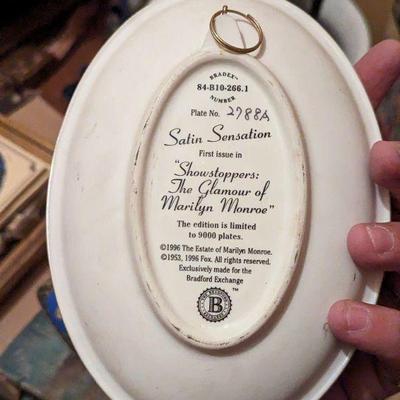 BRADEX™
84-B10-266.1
NUMBER
Plate No. 2788A
Satin Sensation
First issue in
"Showstoppers:
The Glamour of
Marilyn Monroe"
The edition is limited
to 9000 plates.
©1996 The Estate of Marilyn Monroe.
©1953, 1996 Fox. All rights reserved.
Exclusively made for the
Bradford Exchange
B ™